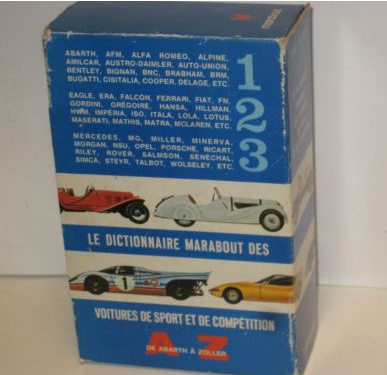 ABARTH, AFM, ALFA ROMEO, ALPINE,
AMILCAR, AUSTRO-DAIMLER, AUTO-UNION,
BENTLEY, BIGNAN, BNC, BRABHAM, BRM,
BUGATTI, CISITALIA, COOPER, DELAGE, ETC.
1
EAGLE, ERA, FALCON, FERRARI, FIAT, FN,
GORDINI, GRÉGOIRE, HANSA, HILLMAN,
HWM, IMPÉRIA, ISO, ITALA, LOLA, LOTUS,
MASERATI, MATHIS, MATRA, MCLAREN, ETC.
2
MERCEDES, MG, MILLER, MINERVA,
MORGAN, NSU, OPEL, PORSCHE, RICART,
RILEY, ROVER, SALMSON, SÉNÉCHAL,
SIMCA, STEYR, TALBOT, WOLSELEY, ETC.
3
LE DICTIONNAIRE MARABOUT DES
1
VOITURES DE SPORT ET DE COMPÉTITION
A Z
DE ABARTH À ZOLLER